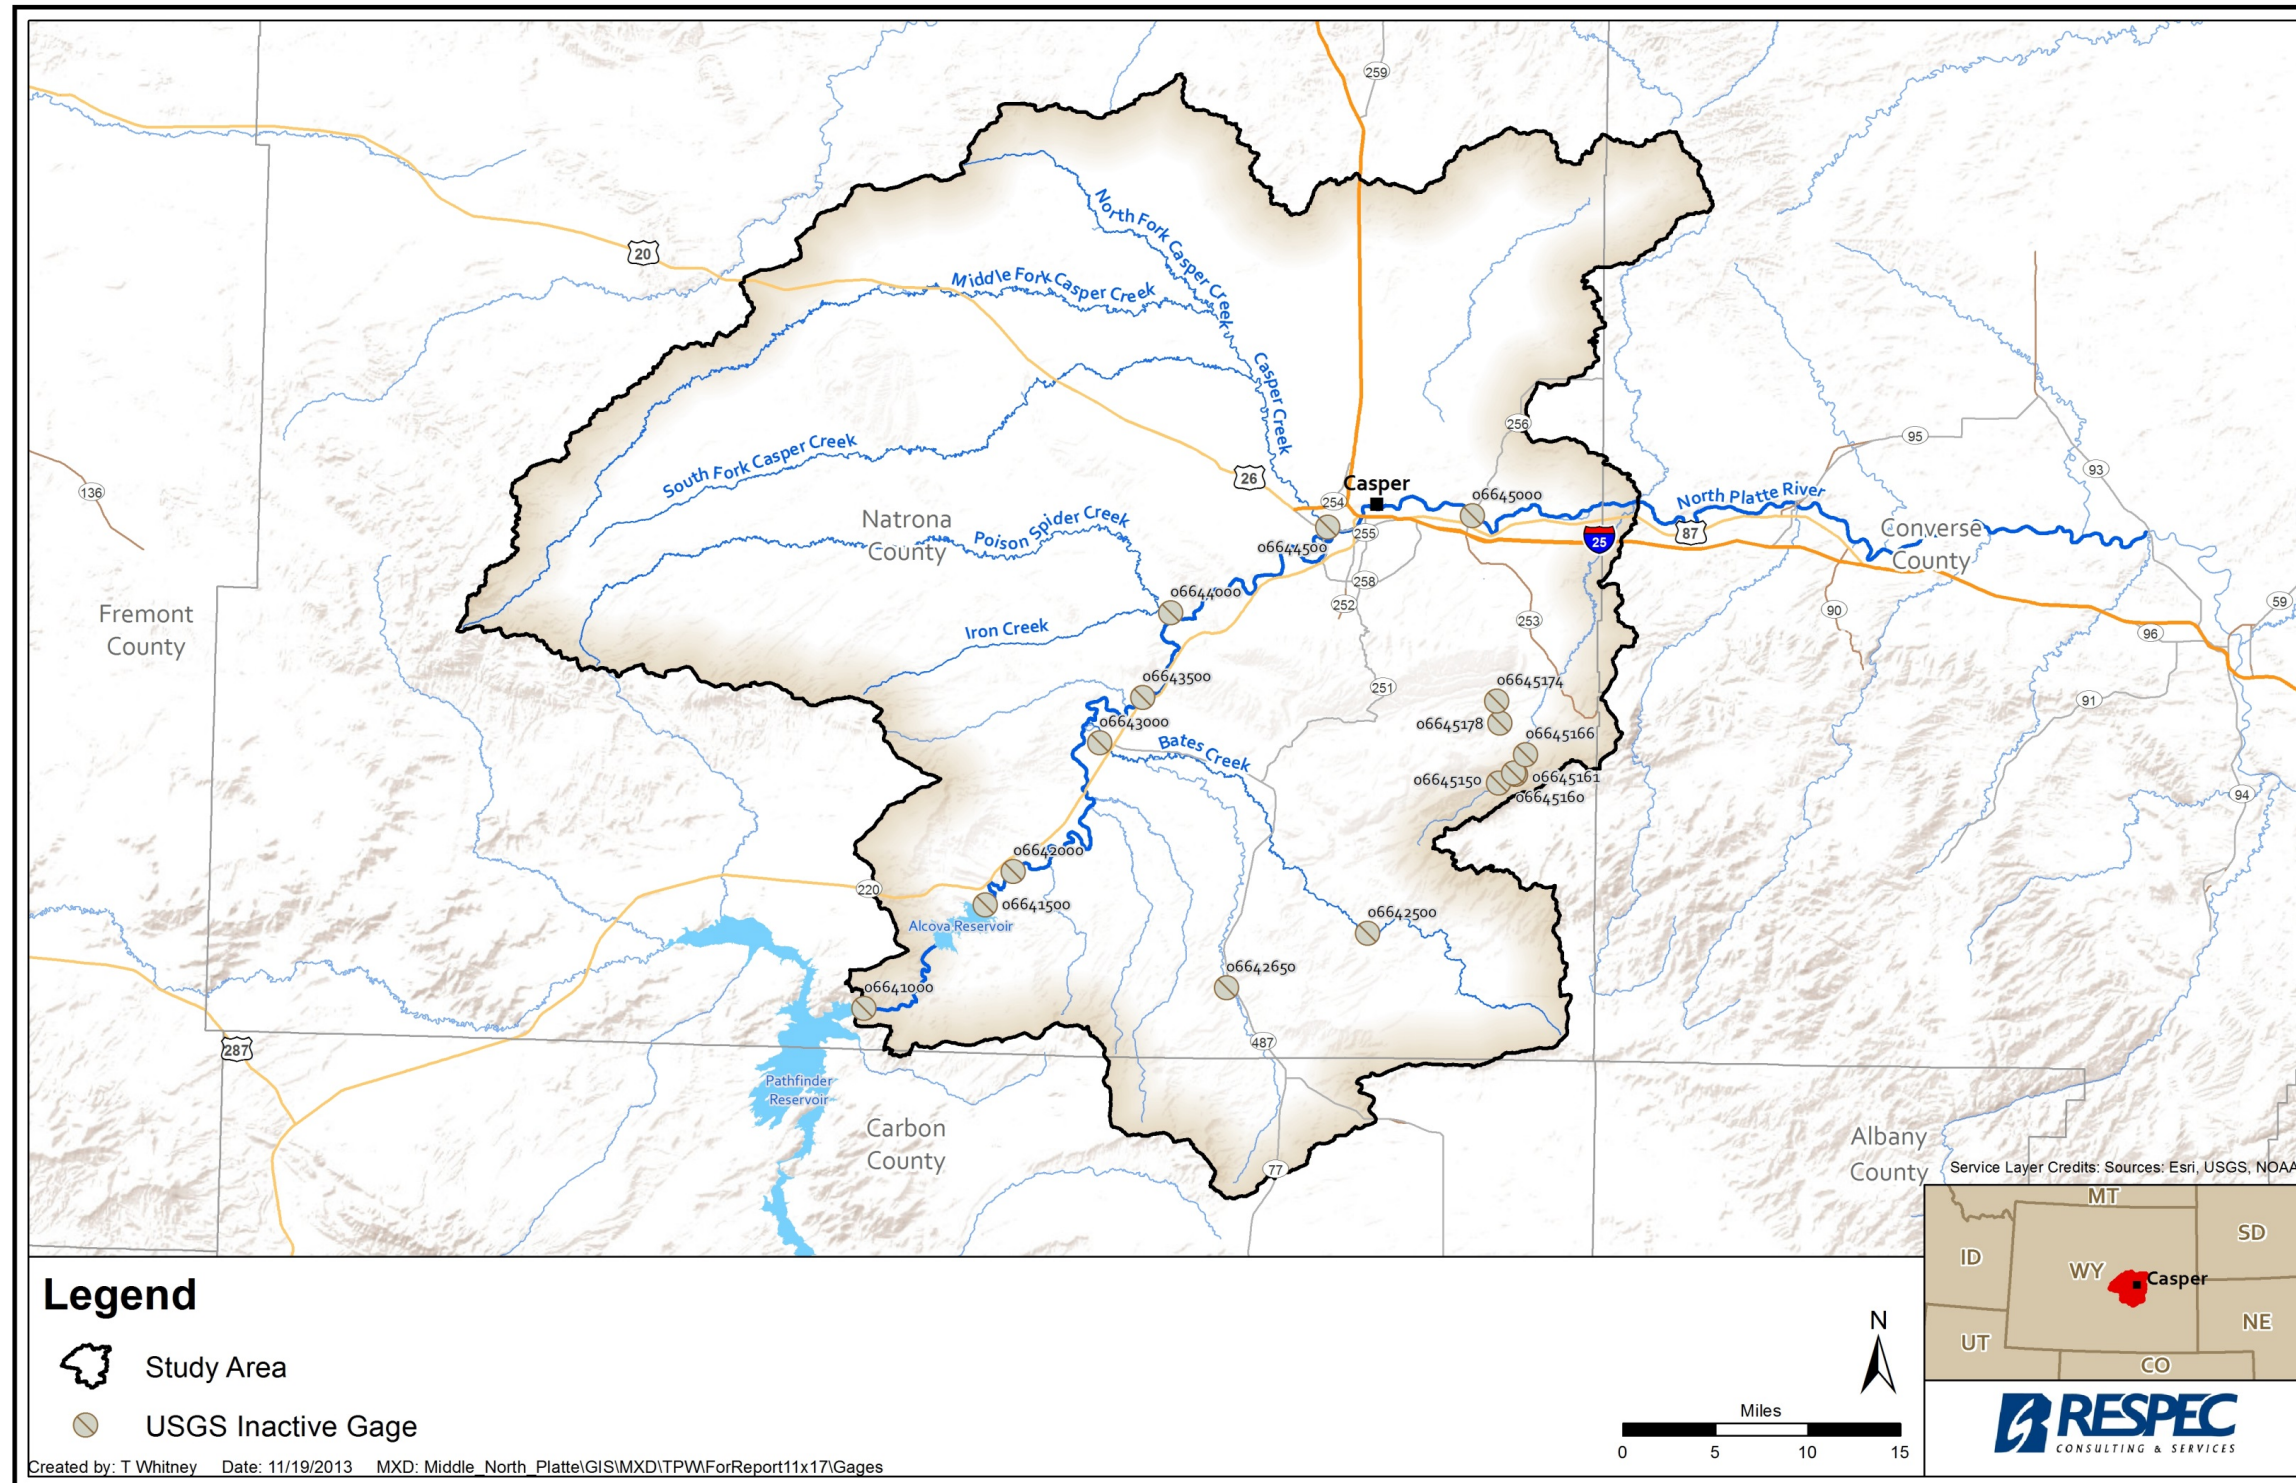 259
20
North Fork Casper Creek
Middle Fork Casper Creek
Casper Creek
256
95
136
South Fork Casper Creek
26
93
Casper
254
06645000
North Platte River
Natrona
County
Poison Spider Creek
255
06644500
25
87
Converse
County
06644000
258
252
253
90
59
Fremont
County
Iron Creek
96
06643500
251
06645174
91
06643000
06645178
Bates Creek
06645166
06645150
06645161
06645160
94
06642000
220
06641500
Alcova Reservoir
06642500
06642650
06641000
287
487
Pathfinder
Reservoir
Carbon
County
Albany
County
77
Service Layer Credits: Sources: Esri, USGS, NOAA
MT
SD
ID
WY
Casper
NE
UT
CO
Legend
Study Area
USGS Inactive Gage
N
Miles
0 5 10 15
RESPEC
CONSULTING & SERVICES
Created by: T Whitney Date: 11/19/2013 MXD: Middle_North_Platte\GIS\MXD\TPW\ForReport11x17\Gages